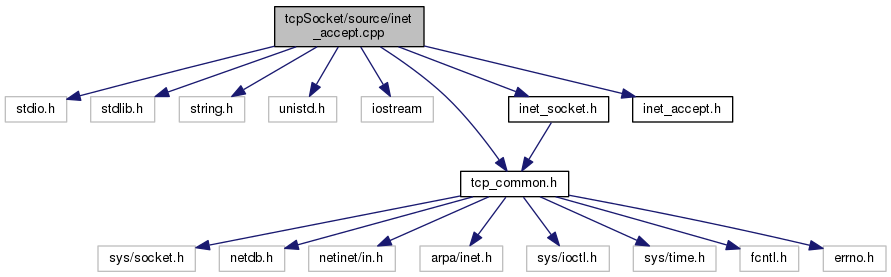 tcpSocket/source/inet
_accept.cpp
stdio.h
stdlib.h
string.h
unistd.h
iostream
inet_socket.h
inet_accept.h
tcp_common.h
sys/socket.h
netdb.h
netinet/in.h
arpa/inet.h
sys/ioctl.h
sys/time.h
fcntl.h
errno.h